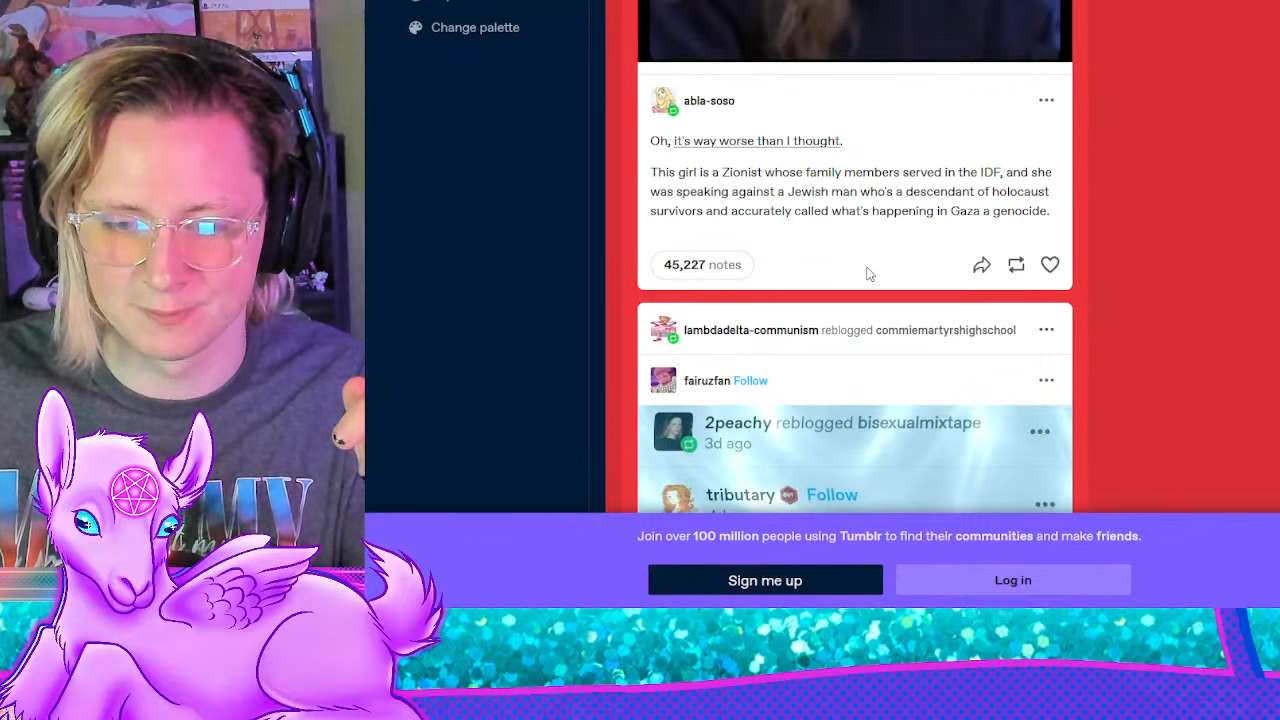 Change palette
abla-soso
Oh, it's way worse than I thought.
This girl is a Zionist whose family members served in the IDF, and she
was speaking against a Jewish man who's a descendant of holocaust
survivors and accurately called what's happening in Gaza a genocide.
45,227 notes
lambdadelta-communism reblogged commiemartyrshighschool
fairuzfan Follow
2peachy reblogged bisexualmixtape
3d ago
tributary Follow
Join over 100 million people using Tumblr to find their communities and make friends.
Sign me up
Log in